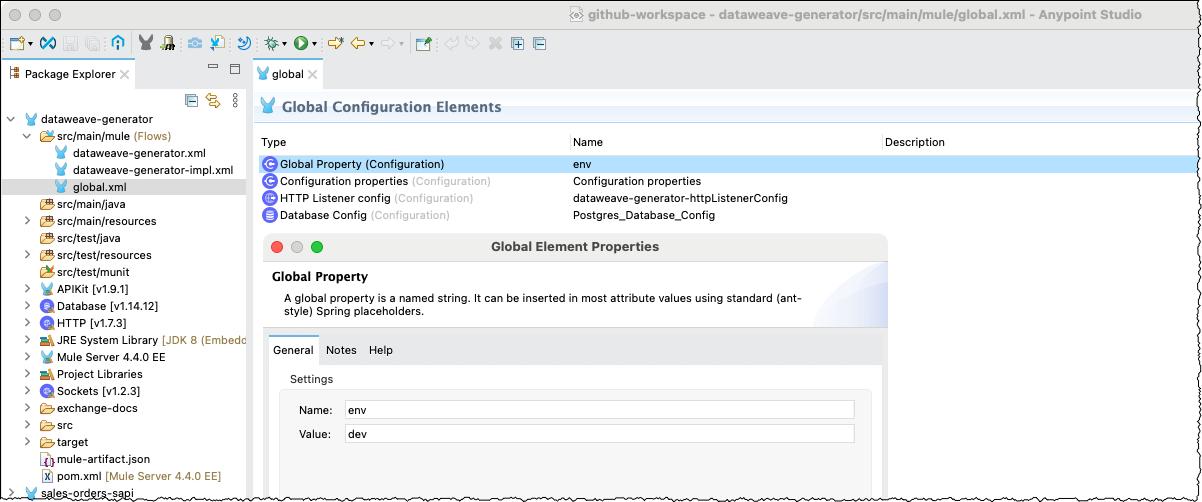 github-workspace - dataweave-generator/src/main/mule/global.xml - Anypoint Studio
Package Explorer
global
dataweave-generator
src/main/mule (Flows)
dataweave-generator.xml
dataweave-generator-impl.xml
global.xml
src/main/java
src/main/resources
src/test/java
src/test/resources
src/test/munit
APIKit [v1.9.1]
Database [v1.14.12]
HTTP [v1.7.3]
JRE System Library [JDK 8 (Embedd
Mule Server 4.4.0 EE
Project Libraries
Sockets [v1.2.3]
exchange-docs
src
target
mule-artifact.json
pom.xml [Mule Server 4.4.0 EE]
sales-orders-sapi
Global Configuration Elements
Type Name Description
Global Property (Configuration) env
Configuration properties (Configuration) Configuration properties
HTTP Listener config (Configuration) dataweave-generator-httpListenerConfig
Database Config (Configuration) Postgres_Database_Config
Global Element Properties
Global Property
A global property is a named string. It can be inserted in most attribute values using standard (ant-
style) Spring placeholders.
General Notes Help
Settings
Name: env
Value: dev